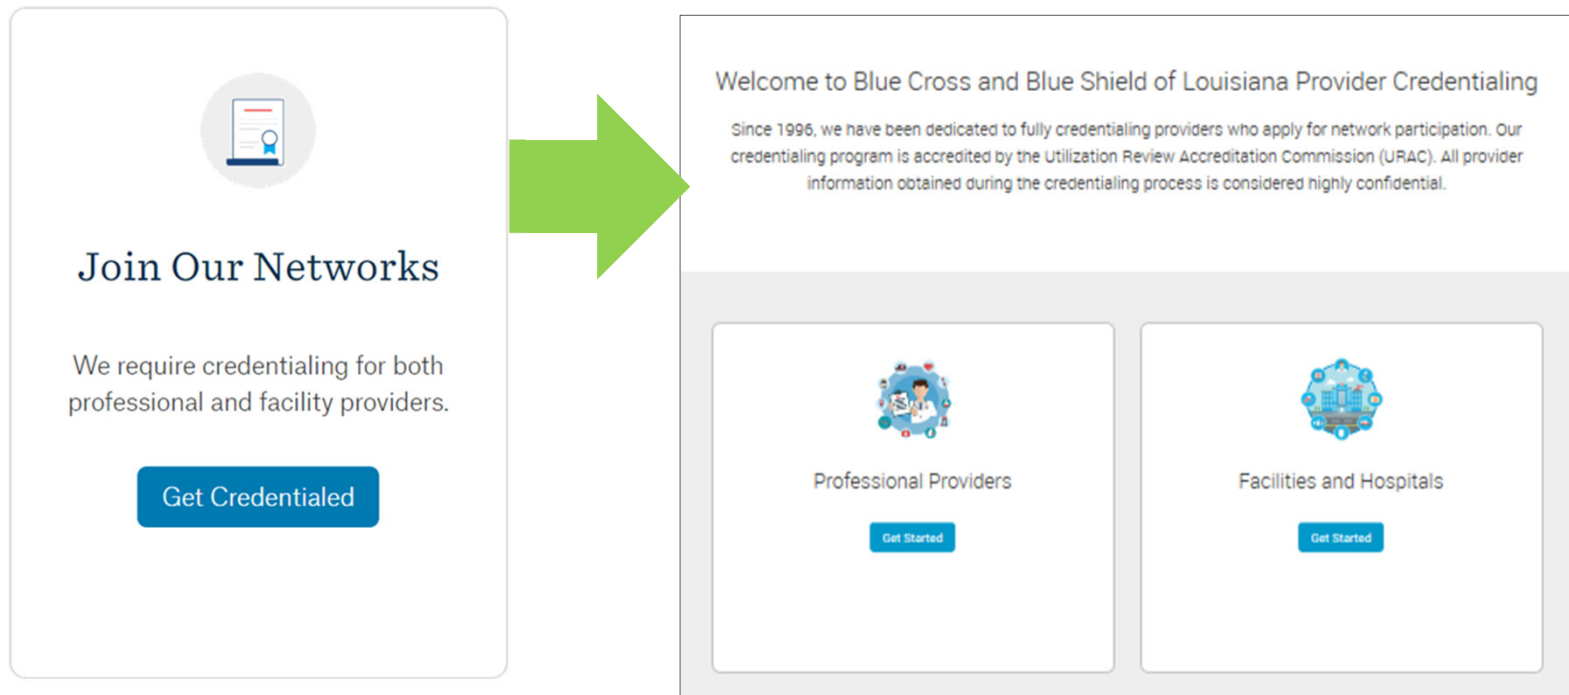 Join Our Networks
We require credentialing for both
professional and facility providers.
Get Credentialed
Welcome to Blue Cross and Blue Shield of Louisiana Provider Credentialing
Since 1996, we have been dedicated to fully credentialing providers who apply for network participation. Our
credentialing program is accredited by the Utilization Review Accreditation Commission (URAC). All provider
information obtained during the credentialing process is considered highly confidential.
Professional Providers
Get Started
Facilities and Hospitals
Get Started